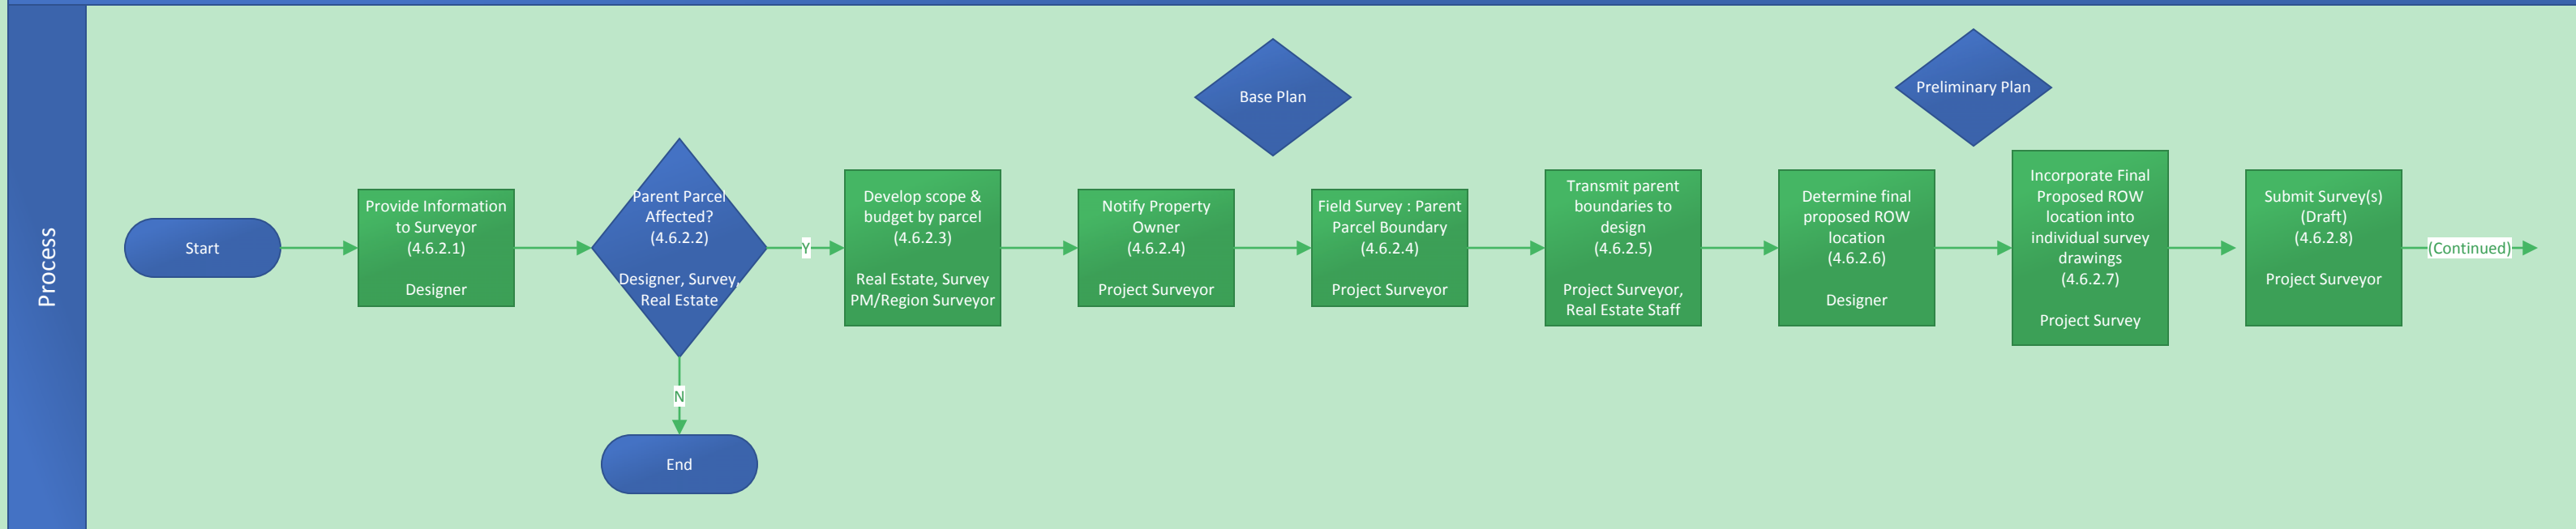 Process
Start
Provide Information
to Surveyor
(4.6.2.1)
Designer
Parent Parcel
Affected?
(4.6.2.2)
Designer, Survey,
Real Estate
N
End
Y
Develop scope &
budget by parcel
(4.6.2.3)
Real Estate, Survey
PM/Region Surveyor
Base Plan
Notify Property
Owner
(4.6.2.4)
Project Surveyor
Field Survey : Parent
Parcel Boundary
(4.6.2.4)
Project Surveyor
Transmit parent
boundaries to
design
(4.6.2.5)
Project Surveyor,
Real Estate Staff
Preliminary Plan
Determine final
proposed ROW
location
(4.6.2.6)
Designer
Incorporate Final
Proposed ROW
location into
individual survey
drawings
(4.6.2.7)
Project Survey
Submit Survey(s)
(Draft)
(4.6.2.8)
Project Surveyor
(Continued)